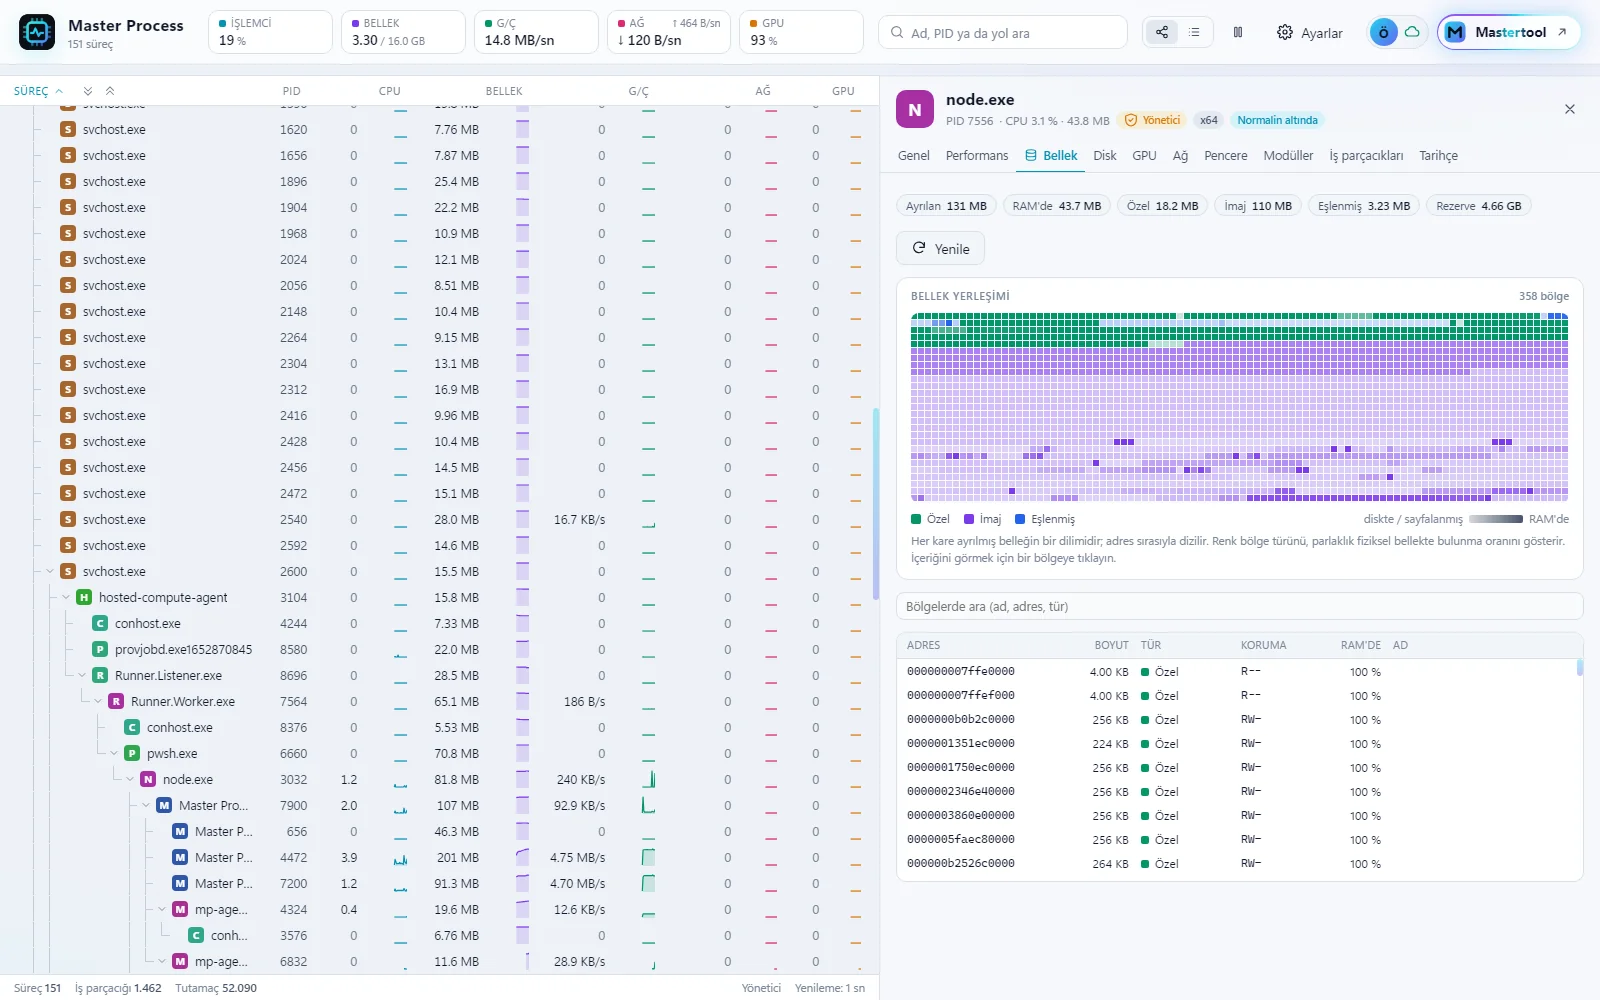 Master Process
151 süreç
İŞLEMCİ
19 %
BELLEK
3.30 / 16.0 GB
G/Ç
14.8 MB/sn
AĞ ↑ 464 B/sn
↓ 120 B/sn
GPU
93 %
Ad, PID ya da yol ara
Ayarlar
ö
Mastertool ↗
SÜREÇ PID CPU BELLEK G/Ç AĞ GPU
S svchost.exe 1620 0 7.76 MB 0 0 0
S svchost.exe 1656 0 7.87 MB 0 0 0
S svchost.exe 1896 0 25.4 MB 0 0 0
S svchost.exe 1904 0 22.2 MB 0 0 0
S svchost.exe 1968 0 10.9 MB 0 0 0
S svchost.exe 2024 0 12.1 MB 0 0 0
S svchost.exe 2056 0 8.51 MB 0 0 0
S svchost.exe 2148 0 10.4 MB 0 0 0
S svchost.exe 2264 0 9.15 MB 0 0 0
S svchost.exe 2304 0 13.1 MB 0 0 0
S svchost.exe 2312 0 16.9 MB 0 0 0
S svchost.exe 2416 0 9.96 MB 0 0 0
S svchost.exe 2428 0 10.4 MB 0 0 0
S svchost.exe 2456 0 14.5 MB 0 0 0
S svchost.exe 2472 0 15.1 MB 0 0 0
S svchost.exe 2540 0 28.0 MB 16.7 KB/s 0 0
S svchost.exe 2592 0 14.6 MB 0 0 0
S svchost.exe 2600 0 15.5 MB 0 0 0
H hosted-compute-agent 3104 0 15.8 MB 0 0 0
C conhost.exe 4244 0 7.33 MB 0 0 0
P provjobd.exe1652870845 8580 0 22.0 MB 0 0 0
R Runner.Listener.exe 8696 0 28.5 MB 0 0 0
R Runner.Worker.exe 7564 0 65.1 MB 186 B/s 0 0
C conhost.exe 8376 0 5.53 MB 0 0 0
P pwsh.exe 6660 0 70.8 MB 0 0 0
N node.exe 3032 1.2 81.8 MB 240 KB/s 0 0
M Master Pro... 7900 2.0 107 MB 92.9 KB/s 0 0
M Master P... 656 0 46.3 MB 0 0 0
M Master P... 4472 3.9 201 MB 4.75 MB/s 0 0
M Master P... 7200 1.2 91.3 MB 4.70 MB/s 0 0
M mp-age... 4324 0.4 19.6 MB 12.6 KB/s 0 0
C conh... 3576 0 6.76 MB 0 0 0
M mp-age... 6832 0 11.6 MB 28.9 KB/s 0 0
Süreç 151 İş parçacığı 1.462 Tutamaç 52.090 Yönetici Yenileme: 1 sn
N
node.exe
PID 7556 · CPU 3.1 % · 43.8 MB Yönetici x64 Normalin altında
Genel Performans Bellek Disk GPU Ağ Pencere Modüller İş parçacıkları Tarihçe
Ayrılan 131 MB RAM'de 43.7 MB Özel 18.2 MB İmaj 110 MB Eşlenmiş 3.23 MB Rezerve 4.66 GB
Yenile
BELLEK YERLEŞİMİ 358 bölge
Özel İmaj Eşlenmiş diskte / sayfalanmış RAM'de
Her kare ayrılmış belleğin bir dilimidir; adres sırasıyla dizilir. Renk bölge türünü, parlaklık fiziksel bellekte bulunma oranını gösterir.
İçeriğini görmek için bir bölgeye tıklayın.
Bölgelerde ara (ad, adres, tür)
ADRES BOYUT TÜR KORUMA RAM'DE AD
000000007ffe0000 4.00 KB Özel R-- 100 %
000000007ffef000 4.00 KB Özel R-- 100 %
0000000b0b2c0000 256 KB Özel RW- 100 %
0000001351ec0000 224 KB Özel RW- 100 %
0000001750ec0000 256 KB Özel RW- 100 %
0000002346e40000 256 KB Özel RW- 100 %
0000003860e00000 256 KB Özel RW- 100 %
0000005faec80000 256 KB Özel RW- 100 %
000000b2526c0000 264 KB Özel RW- 100 %